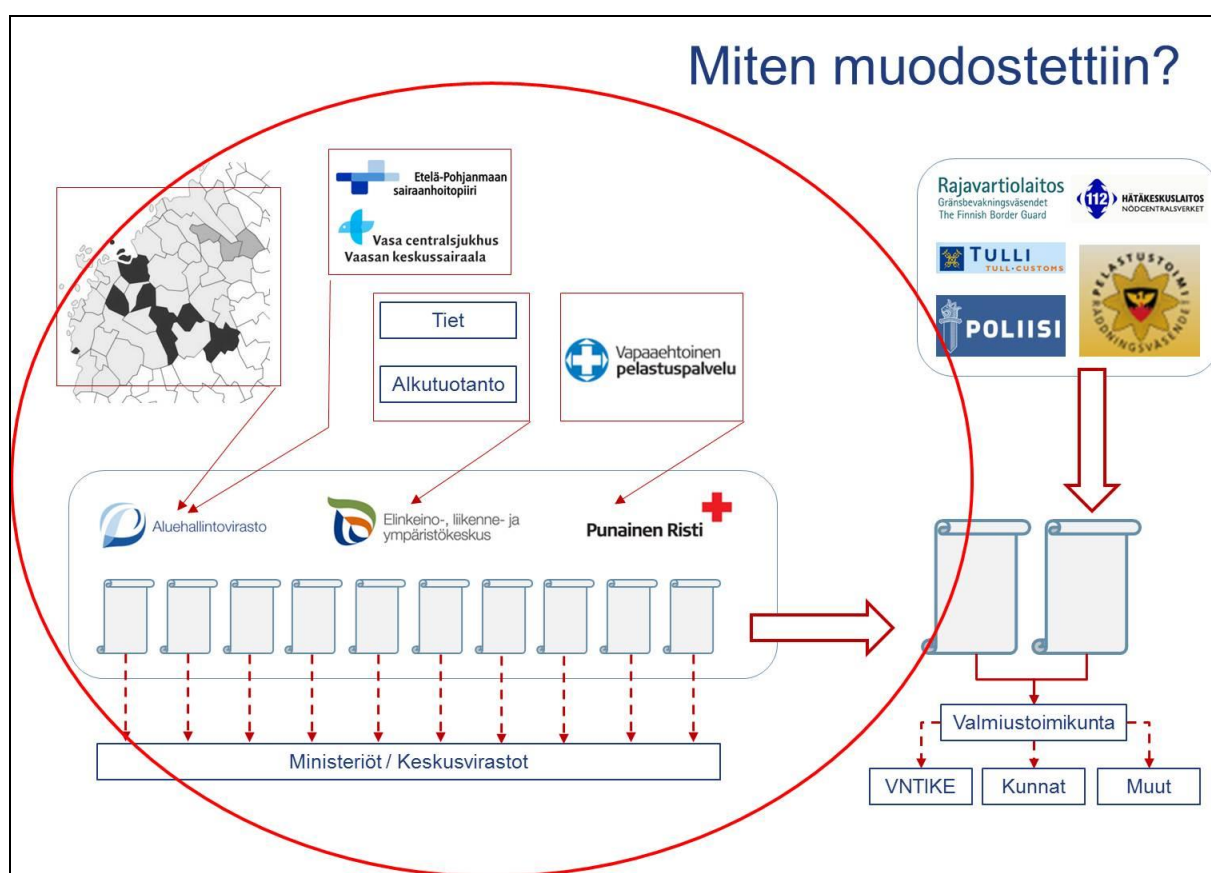 Miten muodostettiin?
Etelä-Pohjanmaan
sairaanhoitopiiri
Vasa centralsjukhus
Vaasan keskussairaala
Tiet
Alkutuotanto
Vapaaehtoinen
pelastuspalvelu
Rajavartiolaitos
Gränsbevakningsväsendet
The Finnish Border Guard
112
HÄTÄKESKUSLAITOS
NÖDCENTRALSVERKET
TULLI
TULL·CUSTOMS
POLIISI
PELASTUSTOIMI
RÄDDNINGSVÄSENDET
Aluehallintovirasto
Elinkeino-, liikenne- ja
ympäristökeskus
Punainen Risti
Ministeriöt / Keskusvirastot
Valmiustoimikunta
VNTIKE
Kunnat
Muut